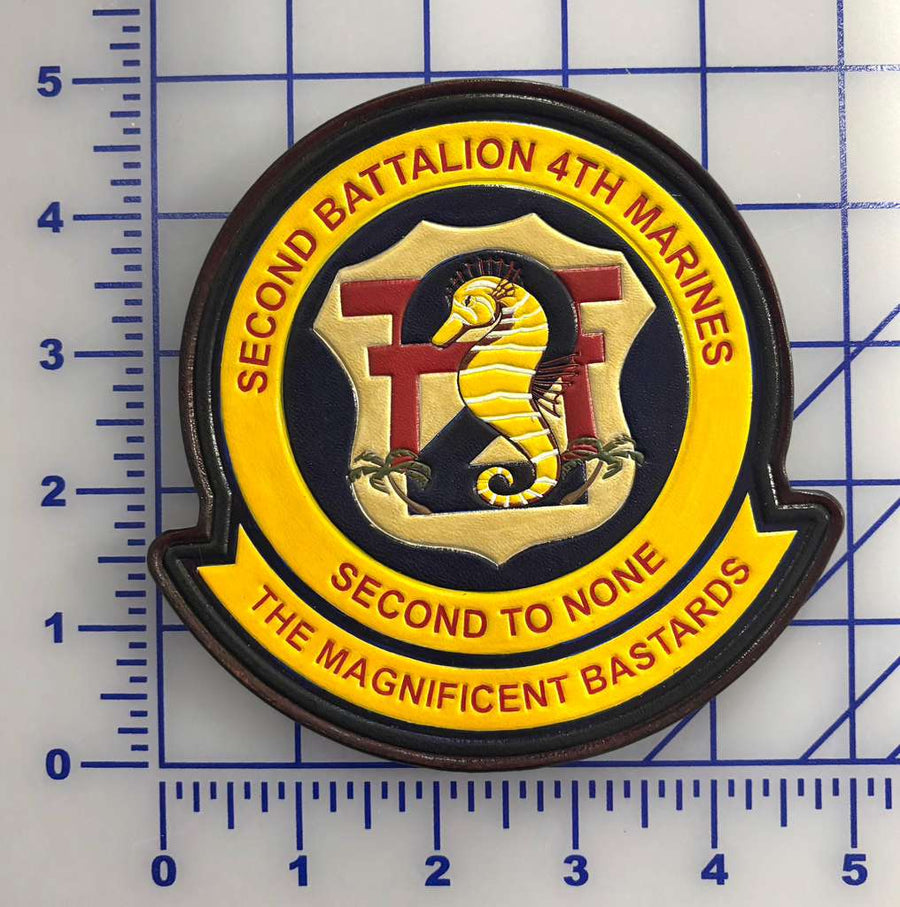 SECOND BATTALION 4TH MARINES
2
SECOND TO NONE
THE MAGNIFICENT BASTARDS
5
4
3
2
1
0
0 1 2 3 4 5